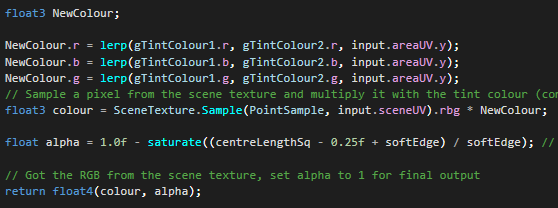 float3 NewColour;
NewColour.r = lerp(gTintColour1.r, gTintColour2.r, input.areaUV.y);
NewColour.b = lerp(gTintColour1.b, gTintColour2.b, input.areaUV.y);
NewColour.g = lerp(gTintColour1.g, gTintColour2.g, input.areaUV.y);
// Sample a pixel from the scene texture and multiply it with the tint colour (con
float3 colour = SceneTexture.Sample(PointSample, input.sceneUV).rbg * NewColour;
float alpha = 1.0f - saturate((centreLengthSq - 0.25f + softEdge) / softEdge); //
// Got the RGB from the scene texture, set alpha to 1 for final output
return float4(colour, alpha);